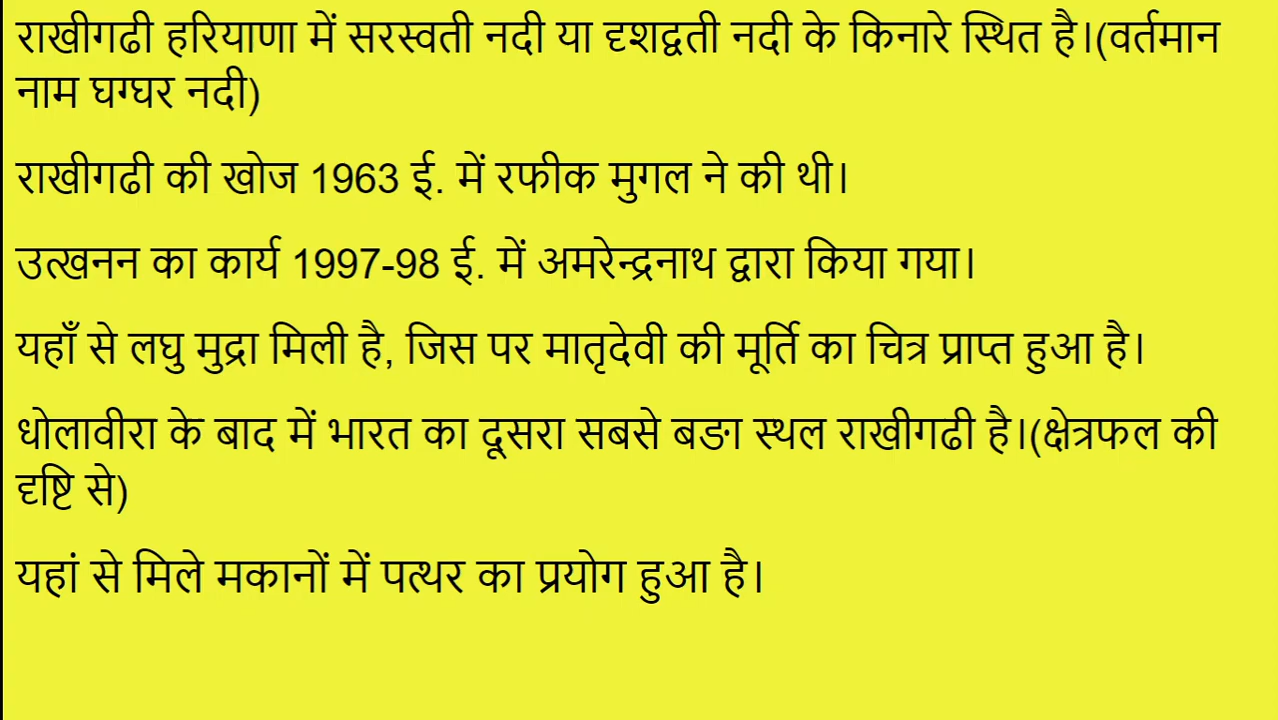 राखीगढी हरियाणा में सरस्वती नदी या दृशद्वती नदी के किनारे स्थित है।(वर्तमान
नाम घग्घर नदी)
राखीगढी की खोज 1963 ई. में रफीक मुगल ने की थी।
उत्खनन का कार्य 1997-98 ई. में अमरेन्द्रनाथ द्वारा किया गया।
यहाँ से लघु मुद्रा मिली है, जिस पर मातृदेवी की मूर्ति का चित्र प्राप्त हुआ है।
धोलावीरा के बाद में भारत का दूसरा सबसे बङा स्थल राखीगढी है।(क्षेत्रफल की
दृष्टि से)
यहां से मिले मकानों में पत्थर का प्रयोग हुआ है।